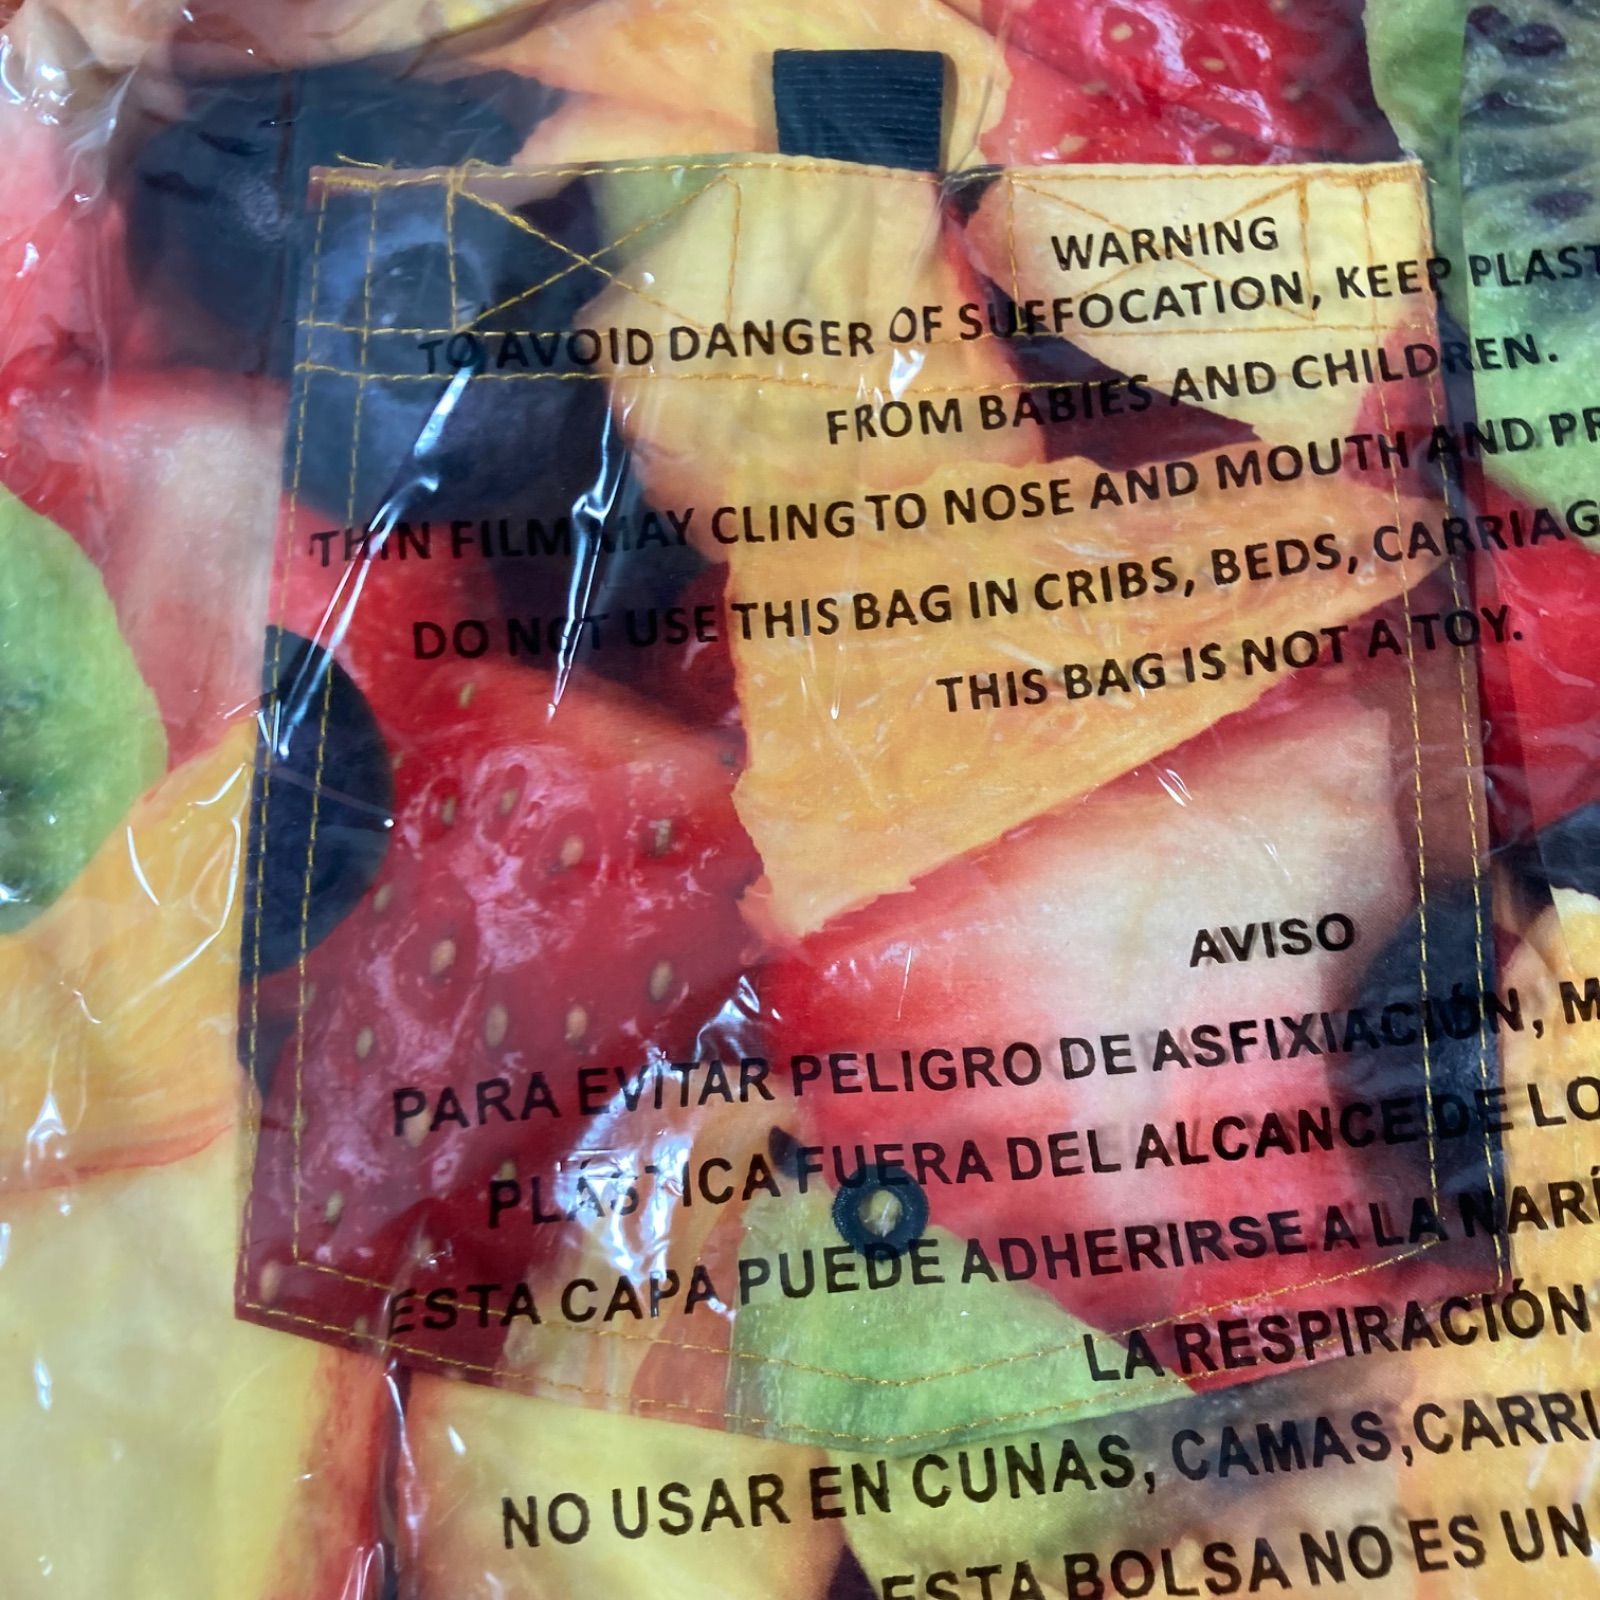 WARNING
TO AVOID DANGER OF SUFFOCATION, KEEP PLAST
FROM BABIES AND CHILDREN.
THIN FILM MAY CLING TO NOSE AND MOUTH AND PR
DO NOT USE THIS BAG IN CRIBS, BEDS, CARRIAG
THIS BAG IS NOT A TOY.
AVISO
PARA EVITAR PELIGRO DE ASFIXIACIÓN, M
PLÁSTICA FUERA DEL ALCANCE DE LO
ESTA CAPA PUEDE ADHERIRSE A LA NARÍ
LA RESPIRACIÓN
NO USAR EN CUNAS, CAMAS,CARRI
ESTA BOLSA NO ES UN